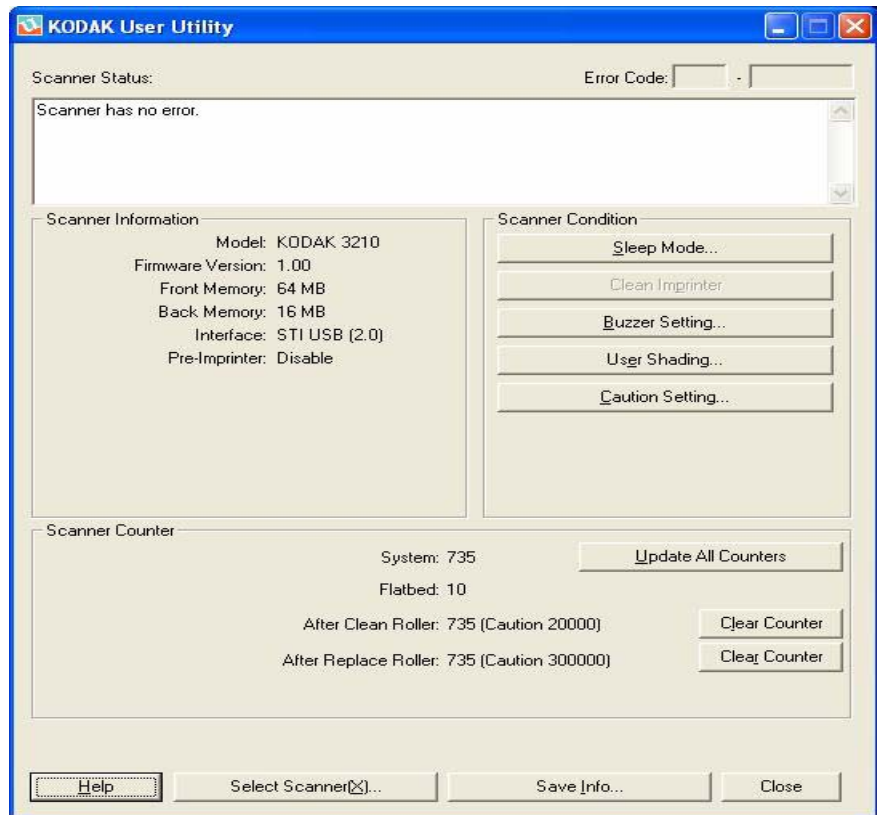 KODAK User Utility
Scanner Status:
Error Code: -
Scanner has no error.
Scanner Information
Model: KODAK 3210
Firmware Version: 1.00
Front Memory: 64 MB
Back Memory: 16 MB
Interface: STI USB (2.0)
Pre-Imprinter: Disable
Scanner Condition
Sleep Mode...
Clean Imprinter
Buzzer Setting...
User Shading...
Caution Setting...
Scanner Counter
System: 735
Update All Counters
Flatbed: 10
After Clean Roller: 735 (Caution 20000)
Clear Counter
After Replace Roller: 735 (Caution 300000)
Clear Counter
Help
Select Scanner(X)...
Save Info...
Close